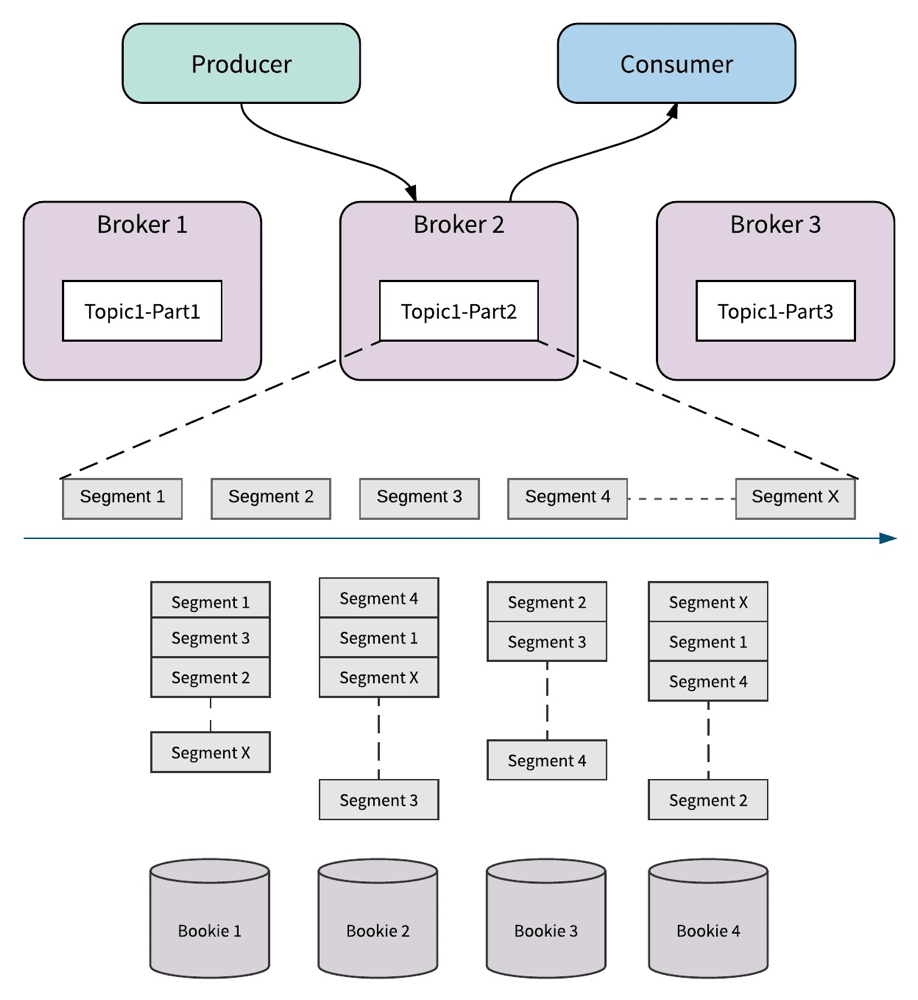 Producer
Consumer
Broker 1
Broker 2
Broker 3
Topic1-Part1
Topic1-Part2
Topic1-Part3
Segment 1
Segment 2
Segment 3
Segment 4
Segment X
Segment 1
Segment 3
Segment 2
Segment X
Segment 4
Segment 1
Segment X
Segment 3
Segment 2
Segment 3
Segment 4
Segment X
Segment 1
Segment 4
Segment 2
Bookie 1
Bookie 2
Bookie 3
Bookie 4